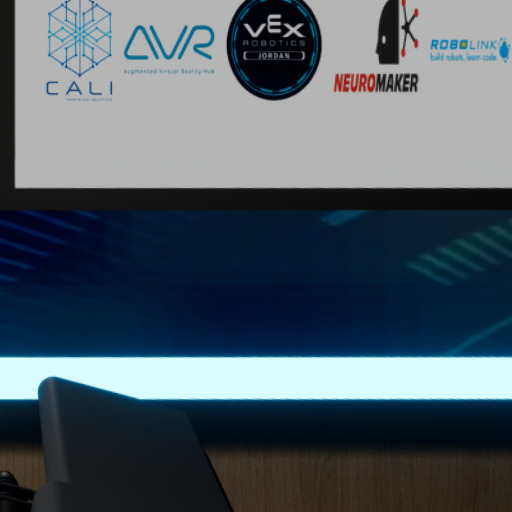 CALI
AVR
Augmented Virtual Reality Hub
VEX
ROBOTICS
JORDAN
NEUROMAKER
ROBOLINK
build robots, learn code.